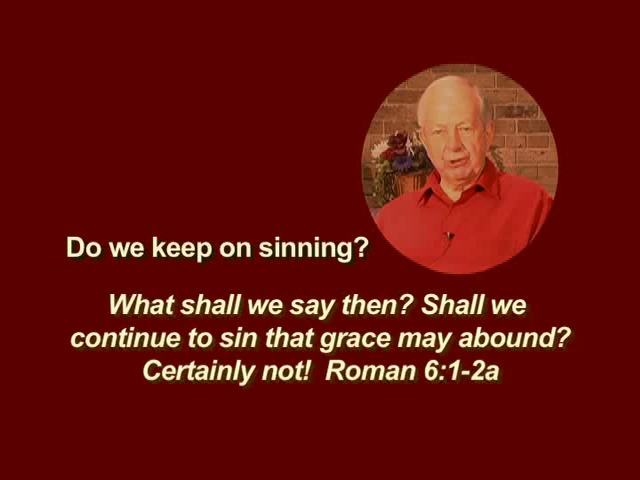 Do we keep on sinning?
What shall we say then? Shall we
continue to sin that grace may abound?
Certainly not!  Roman 6:1-2a